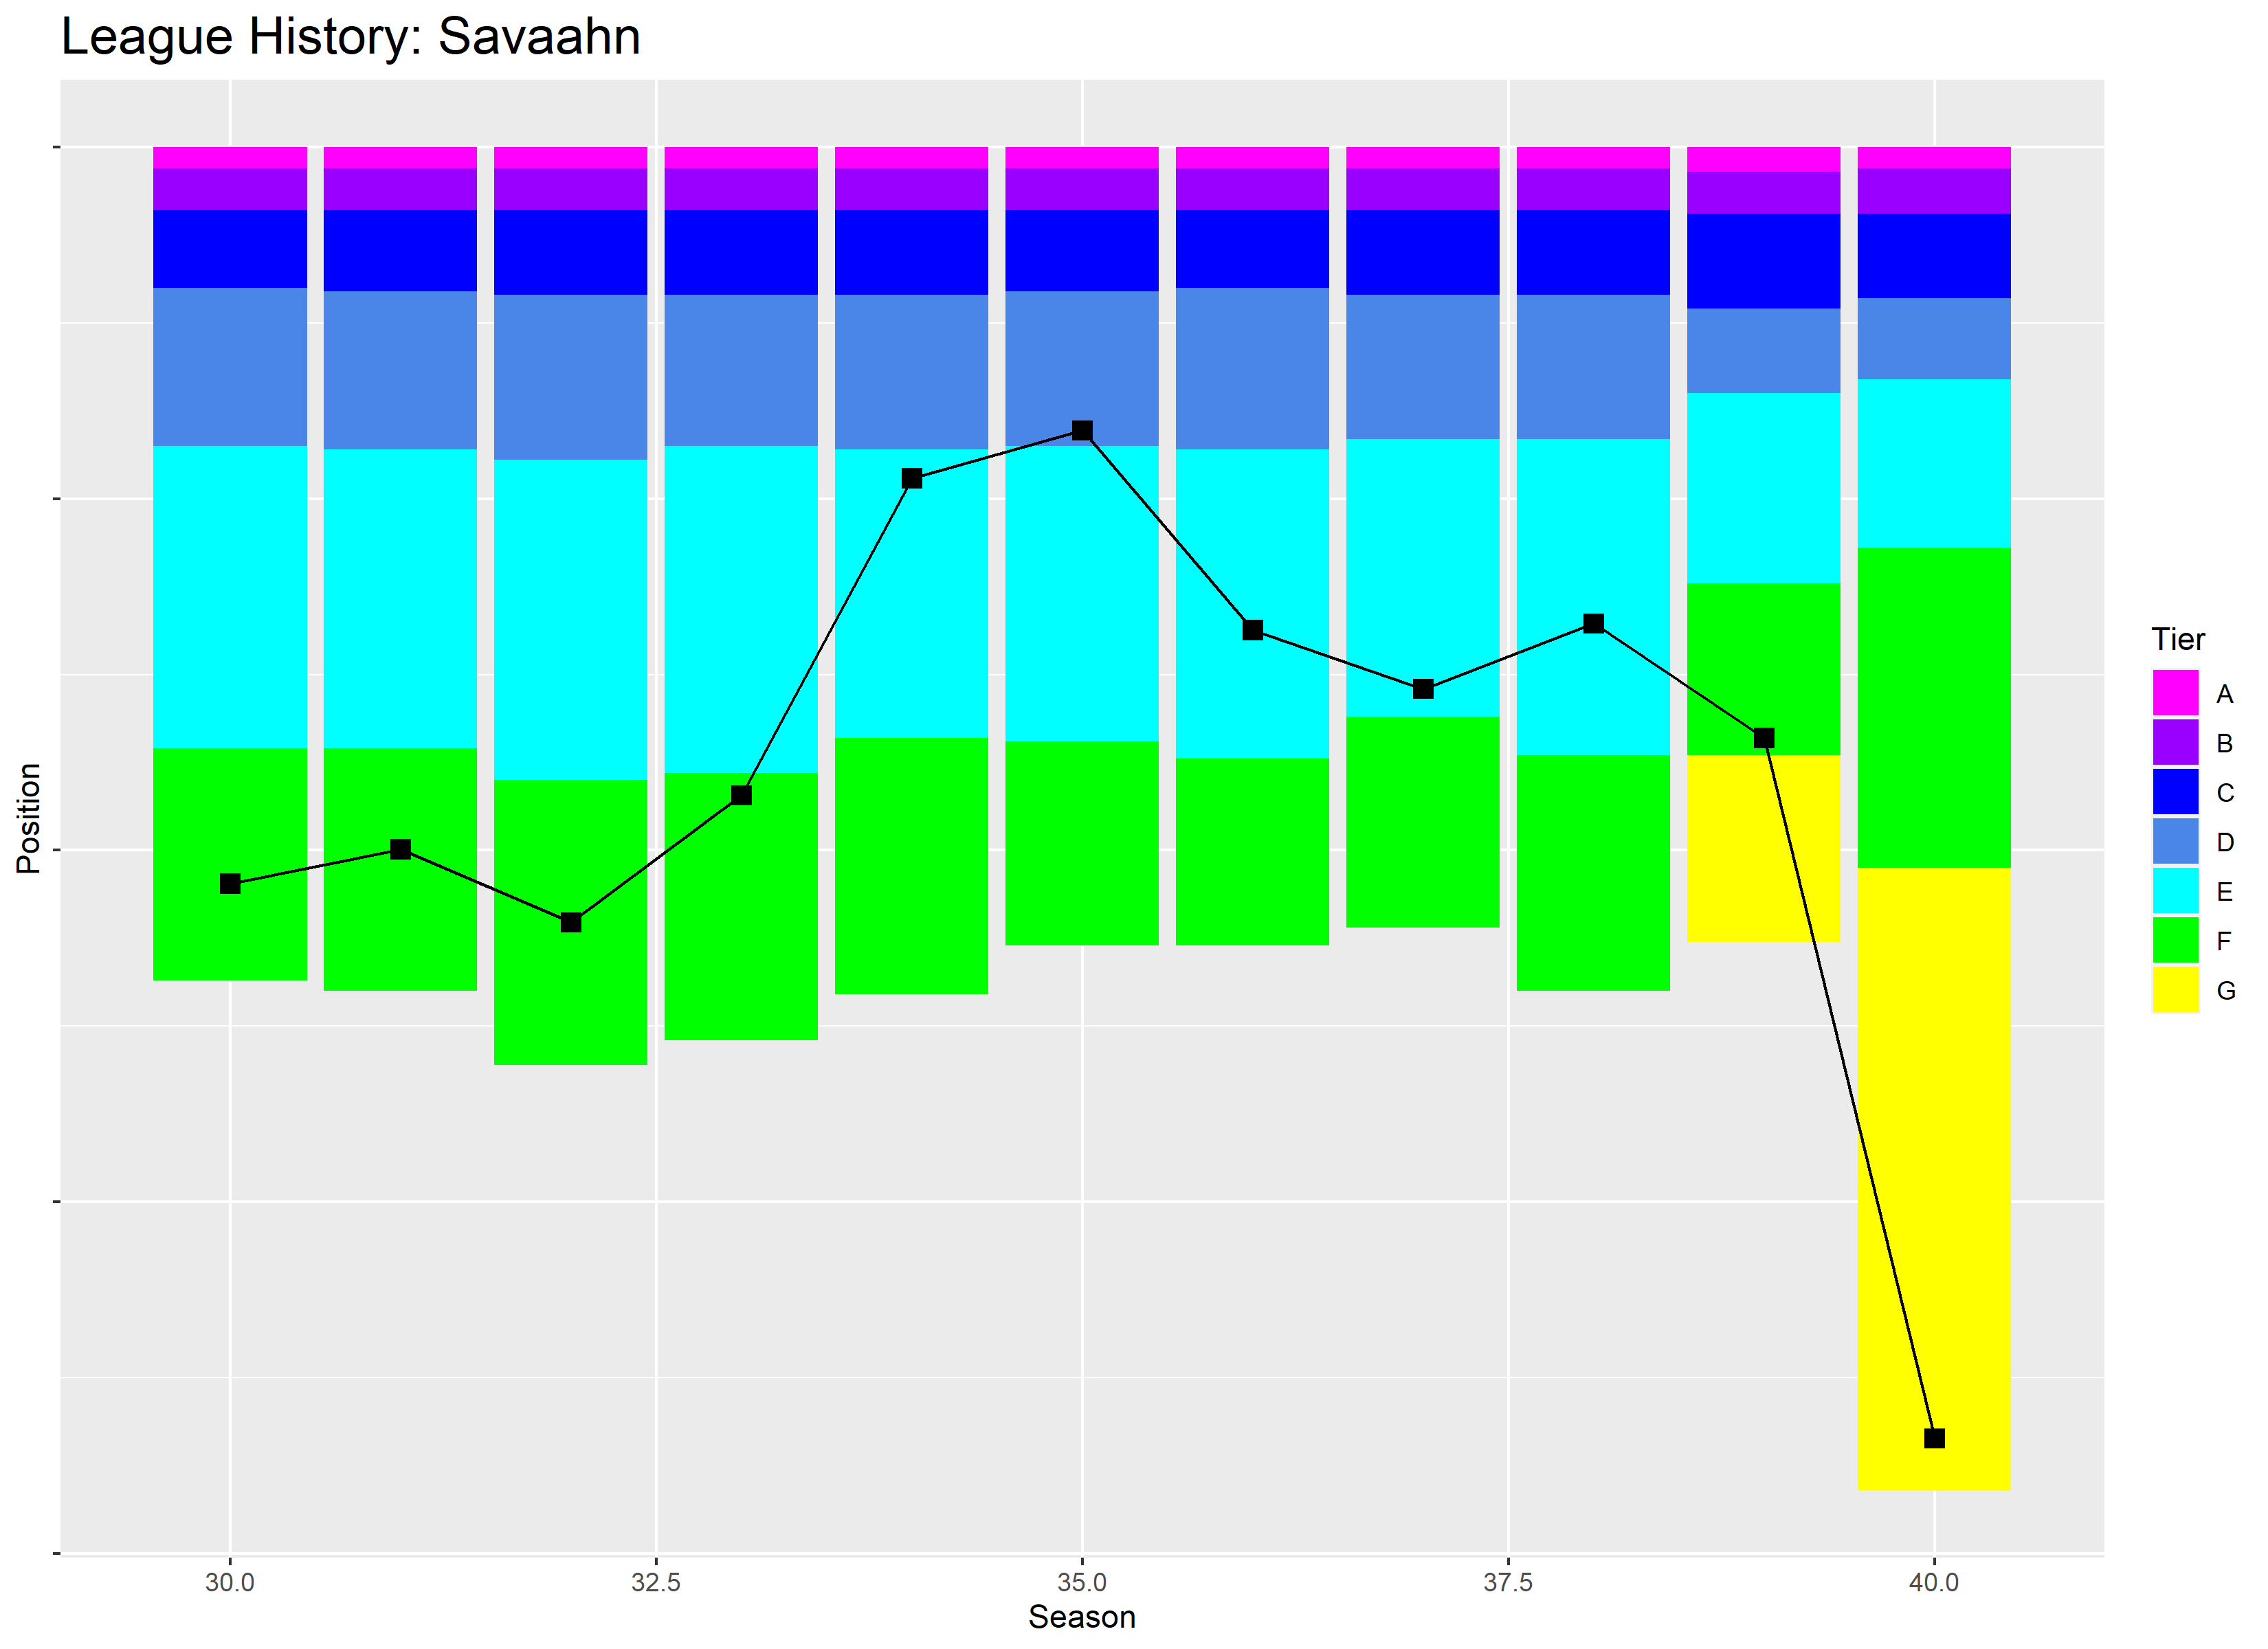 League History: Savaahn
Position
Tier
A
B
C
D
E
F
G
30.0
32.5
35.0
37.5
40.0
Season